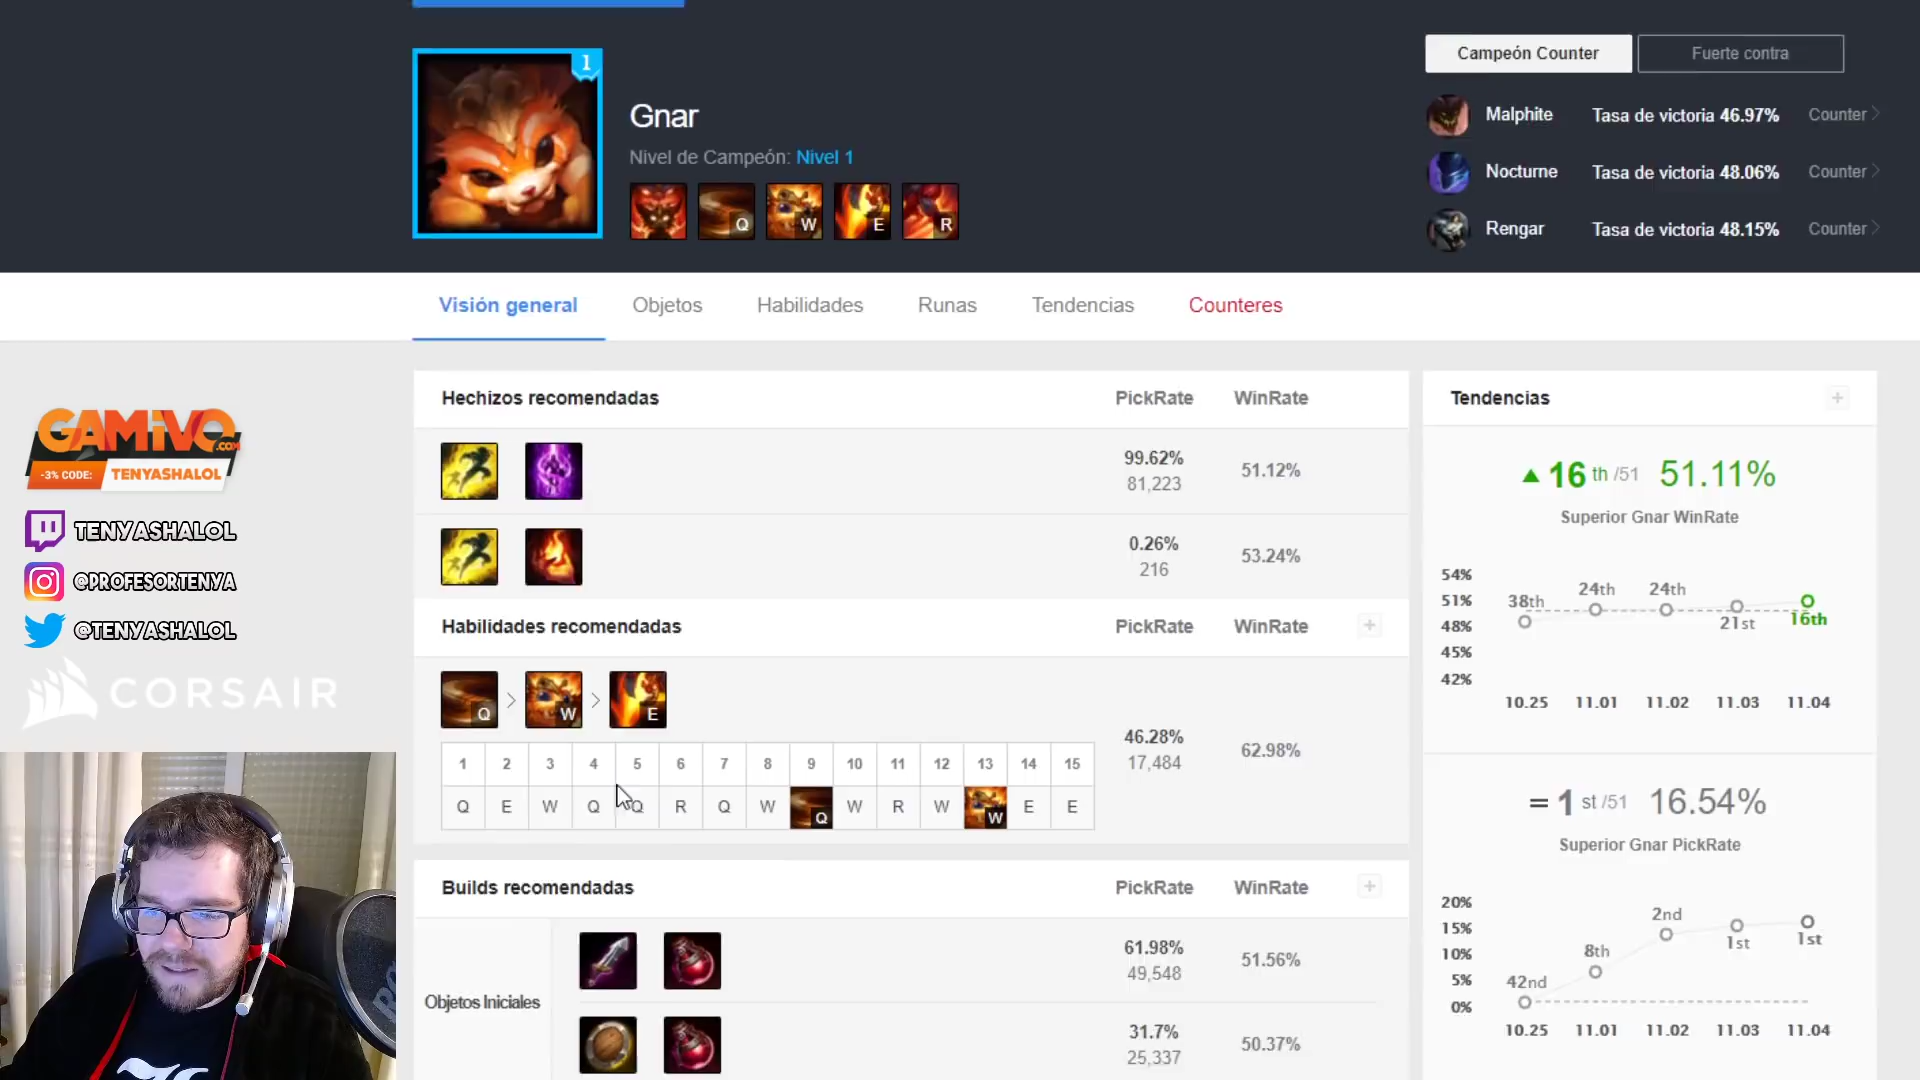 1
Gnar
Nivel de Campeón: Nivel 1
Q W E R
Campeón Counter Fuerte contra
Malphite Tasa de victoria 46.97% Counter
Nocturne Tasa de victoria 48.06% Counter
Rengar Tasa de victoria 48.15% Counter
Visión general Objetos Habilidades Runas Tendencias Counteres
GAMIVO.COM
-3% CODE: TENYASHALOL
TENYASHALOL
@PROFESORTENYA
@TENYASHALOL
CORSAIR
Hechizos recomendadas PickRate WinRate
99.62%
81,223
51.12%
0.26%
216
53.24%
Habilidades recomendadas PickRate WinRate +
Q > W > E
46.28%
17,484
62.98%
1 2 3 4 5 6 7 8 9 10 11 12 13 14 15
Q E W Q Q R Q W Q W R W W E E
Builds recomendadas PickRate WinRate +
Objetos Iniciales
61.98%
49,548
51.56%
31.7%
25,337
50.37%
Tendencias +
16 th /51 51.11%
Superior Gnar WinRate
54%
51%
48%
45%
42%
38th 24th 24th 21st 16th
10.25 11.01 11.02 11.03 11.04
= 1 st /51 16.54%
Superior Gnar PickRate
20%
15%
10%
5%
0%
42nd 8th 2nd 1st 1st
10.25 11.01 11.02 11.03 11.04